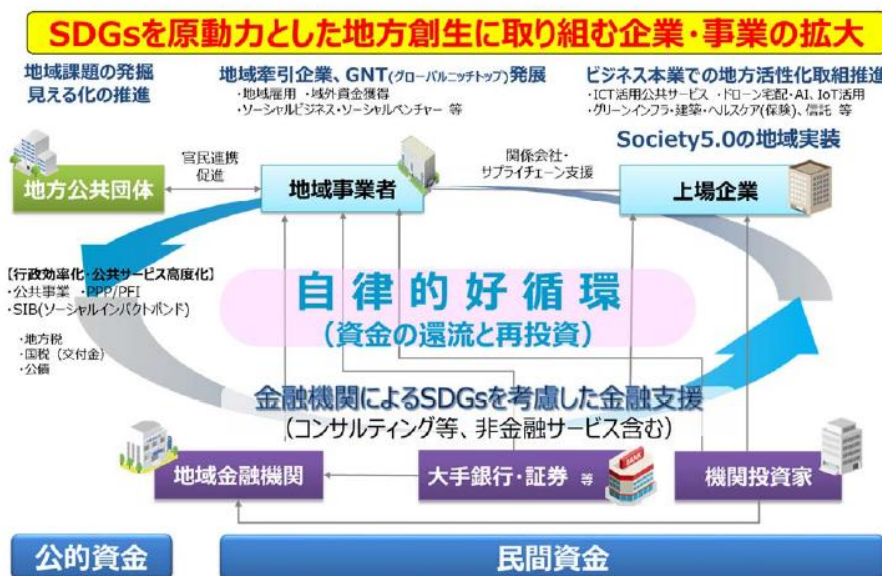 SDGsを原動力とした地方創生に取り組む企業・事業の拡大
地域課題の発掘
見える化の推進
地域牽引企業、GNT(グローバルニッチトップ)発展
・地域雇用 ・域外資金獲得
・ソーシャルビジネス・ソーシャルベンチャー 等
ビジネス本業での地方活性化取組推進
・ICT活用公共サービス ・ドローン宅配・AI、IoT活用
・グリーンインフラ・建築・ヘルスケア(保険)、信託 等
Society5.0の地域実装
地方公共団体
官民連携
促進
地域事業者
関係会社・
サプライチェーン支援
上場企業
【行政効率化・公共サービス高度化】
・公共事業 ・PPP/PFI
・SIB(ソーシャルインパクトボンド)
・地方税
・国税（交付金）
・公債
自律的好循環
（資金の還流と再投資）
金融機関によるSDGsを考慮した金融支援
（コンサルティング等、非金融サービス含む）
地域金融機関
大手銀行・証券 等
BANK
機関投資家
公的資金
民間資金